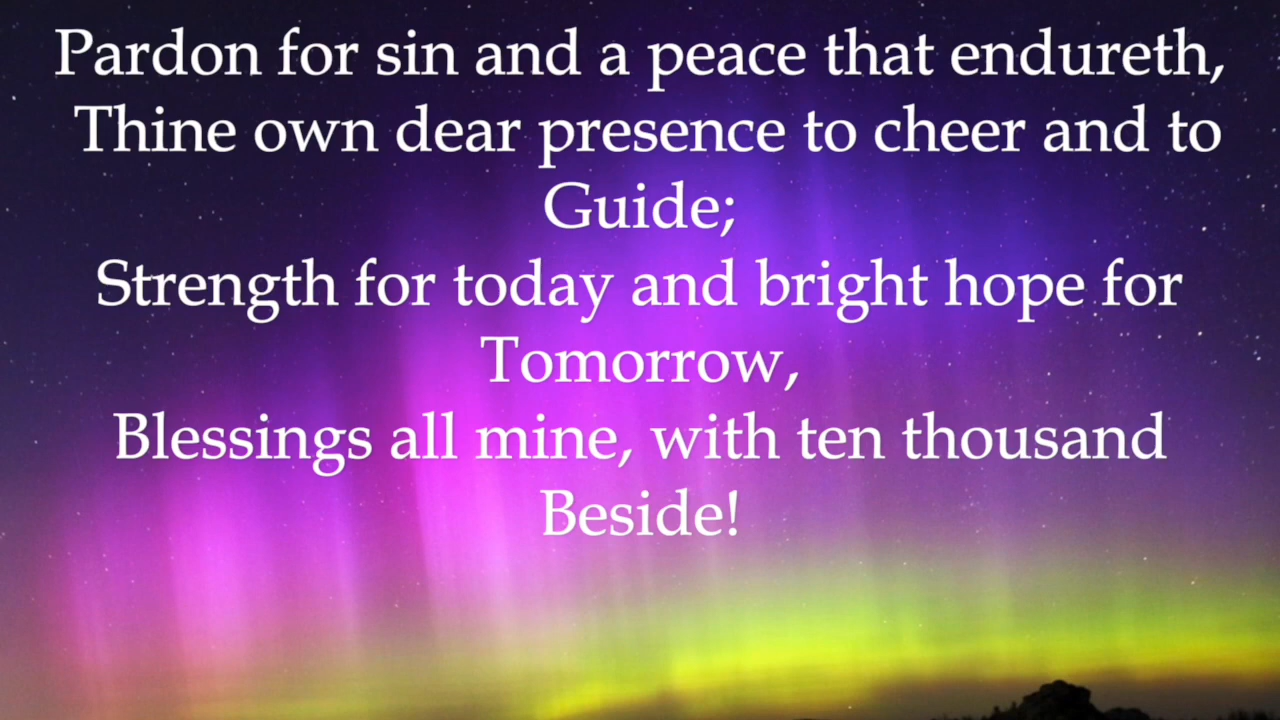 Pardon for sin and a peace that endureth,
Thine own dear presence to cheer and to
Guide;
Strength for today and bright hope for
Tomorrow,
Blessings all mine, with ten thousand
Beside!